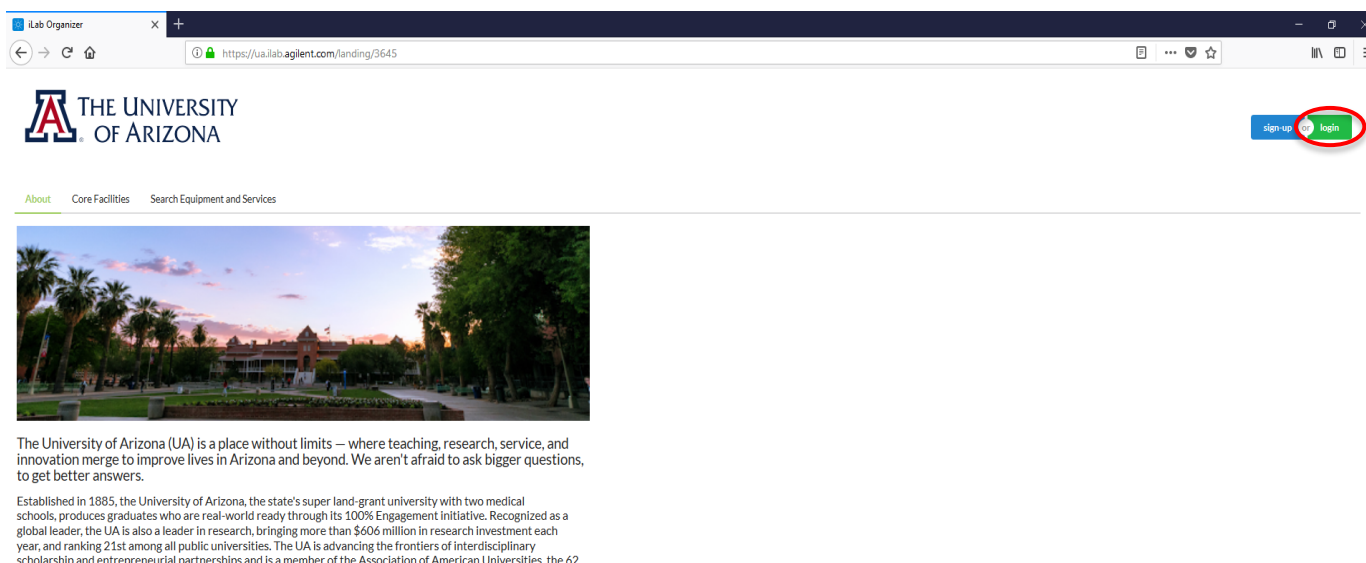 iLab Organizer
https://ua.ilab.agilent.com/landing/3645
THE UNIVERSITY
OF ARIZONA
sign-up or login
About Core Facilities Search Equipment and Services
The University of Arizona (UA) is a place without limits — where teaching, research, service, and
innovation merge to improve lives in Arizona and beyond. We aren't afraid to ask bigger questions,
to get better answers.
Established in 1885, the University of Arizona, the state's super land-grant university with two medical
schools, produces graduates who are real-world ready through its 100% Engagement initiative. Recognized as a
global leader, the UA is also a leader in research, bringing more than $606 million in research investment each
year, and ranking 21st among all public universities. The UA is advancing the frontiers of interdisciplinary
scholarship and entrepreneurial partnerships and is a member of the Association of American Universities, the 62